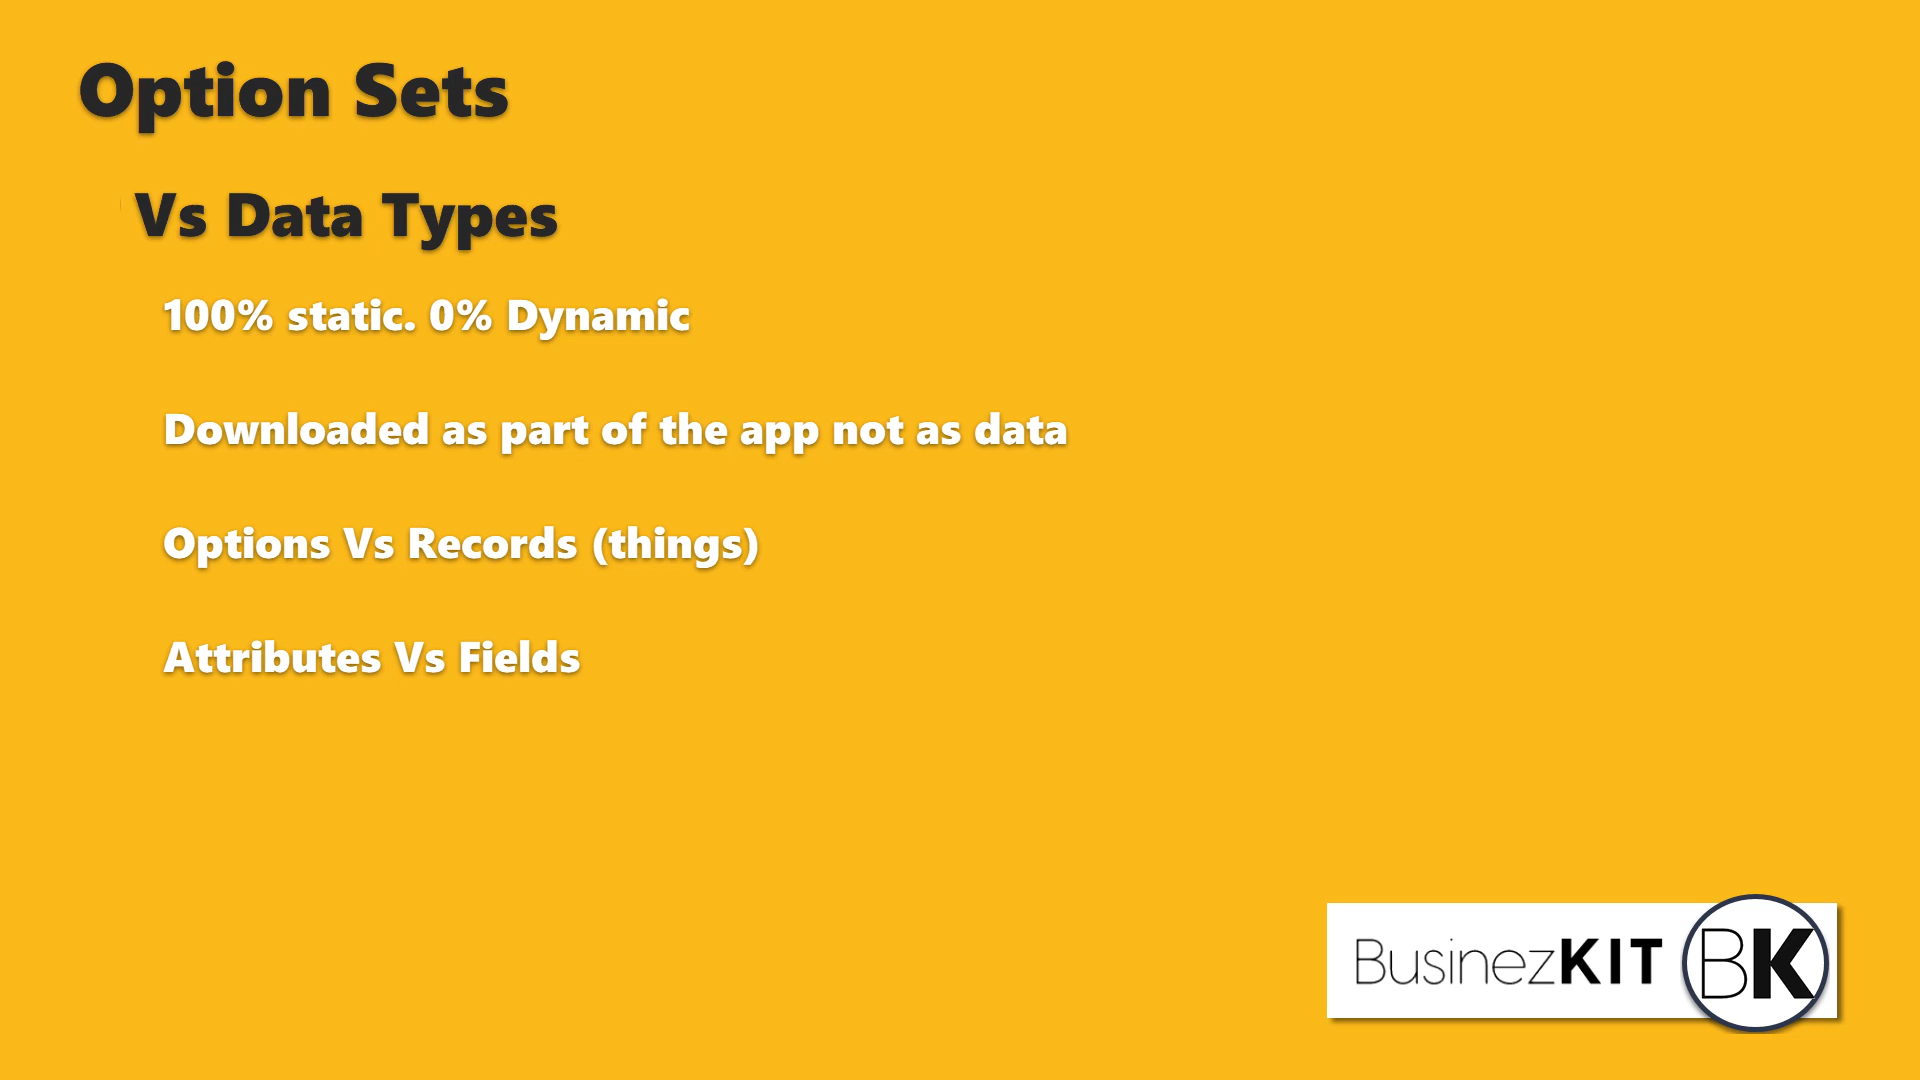 Option Sets
Vs Data Types
100% static. 0% Dynamic
Downloaded as part of the app not as data
Options Vs Records (things)
Attributes Vs Fields
BusinezKIT BK